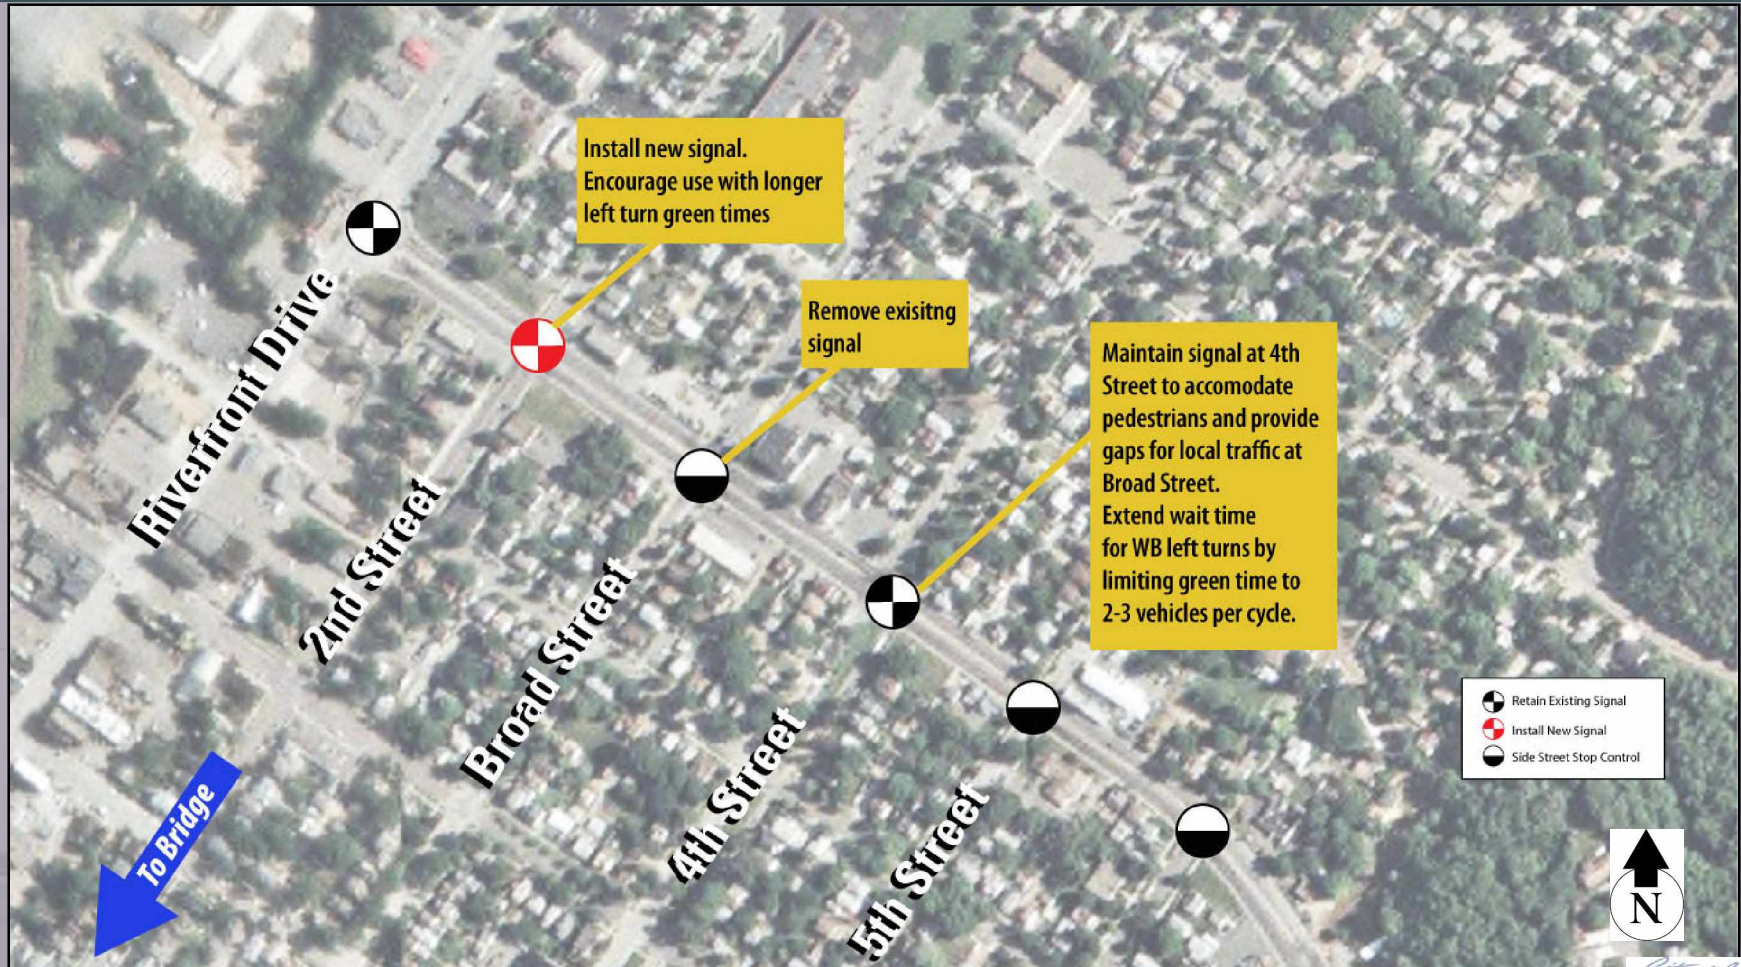 Install new signal.
Encourage use with longer
left turn green times
Remove exisitng
signal
Maintain signal at 4th
Street to accomodate
pedestrians and provide
gaps for local traffic at
Broad Street.
Extend wait time
for WB left turns by
limiting green time to
2-3 vehicles per cycle.
Riverfront Drive
2nd Street
Broad Street
4th Street
5th Street
To Bridge
Retain Existing Signal
Install New Signal
Side Street Stop Control
N